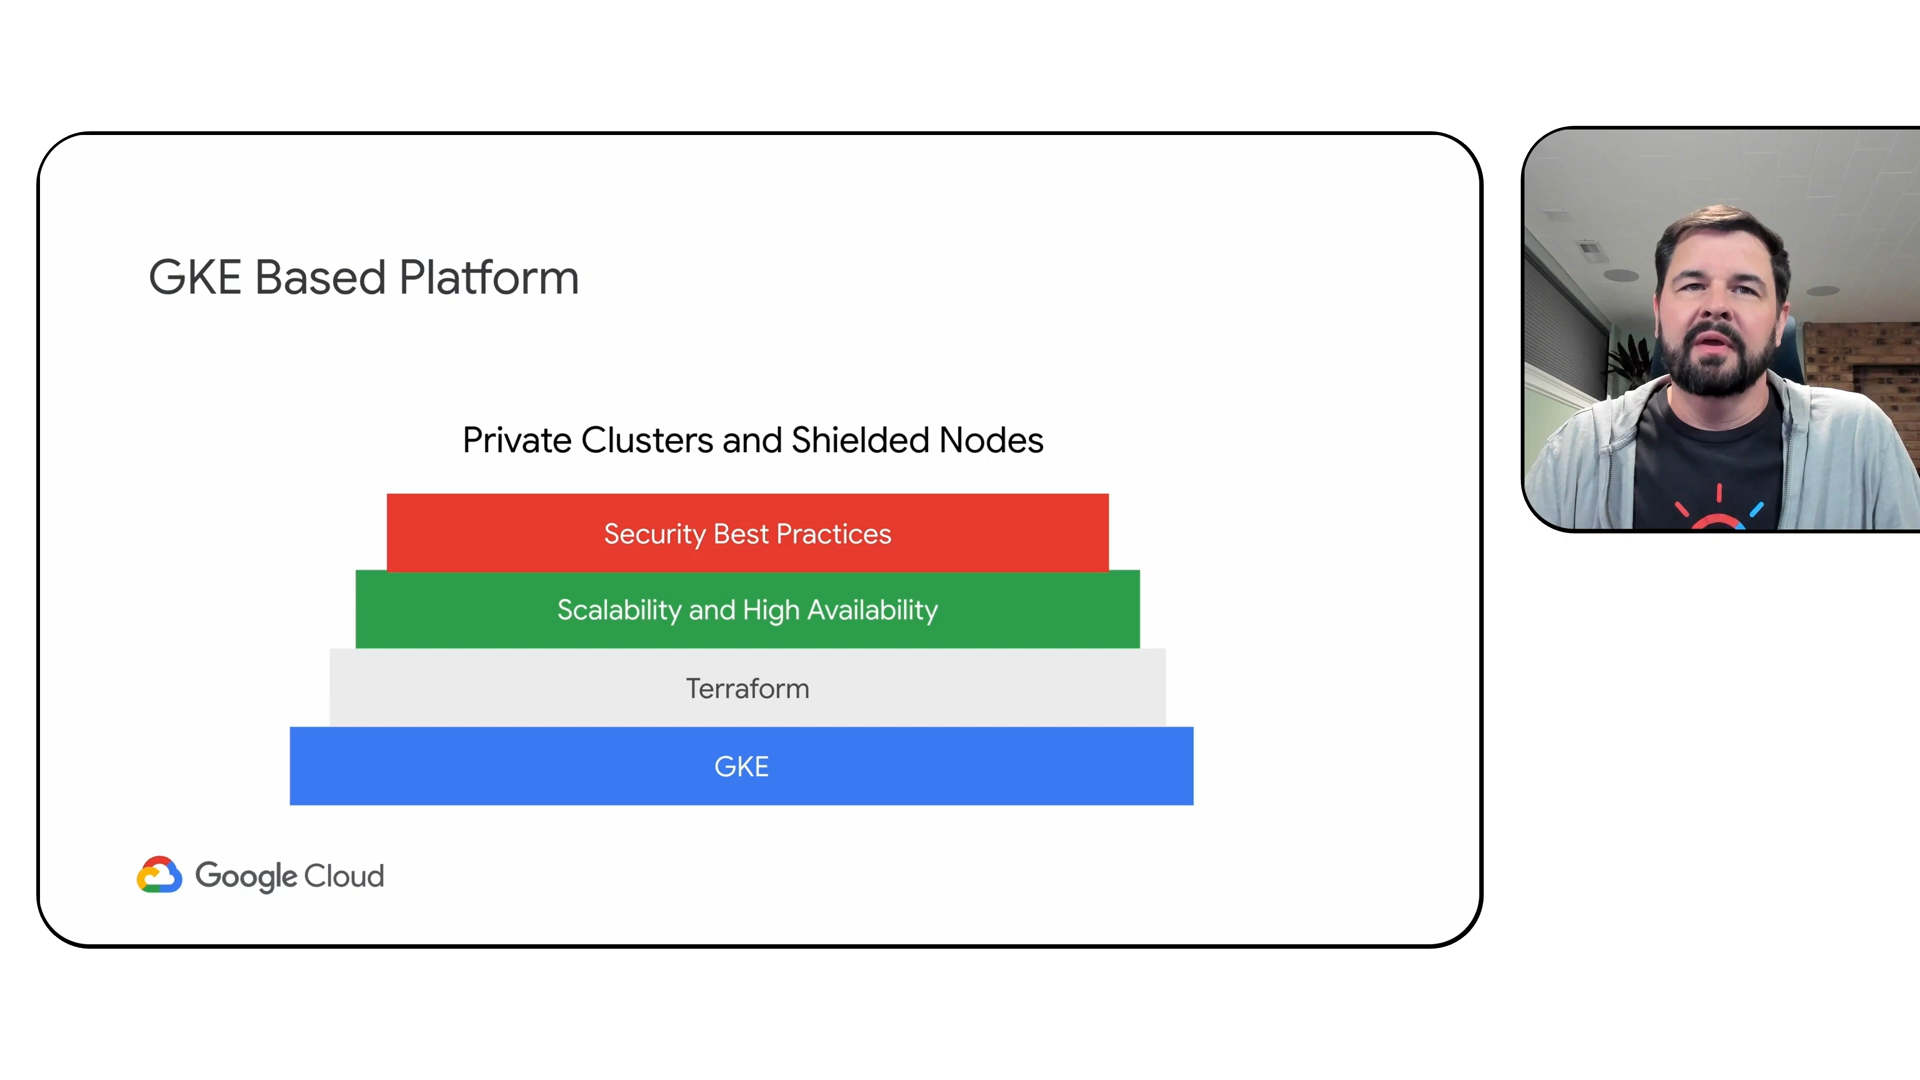 GKE Based Platform
Private Clusters and Shielded Nodes
Security Best Practices
Scalability and High Availability
Terraform
GKE
Google Cloud